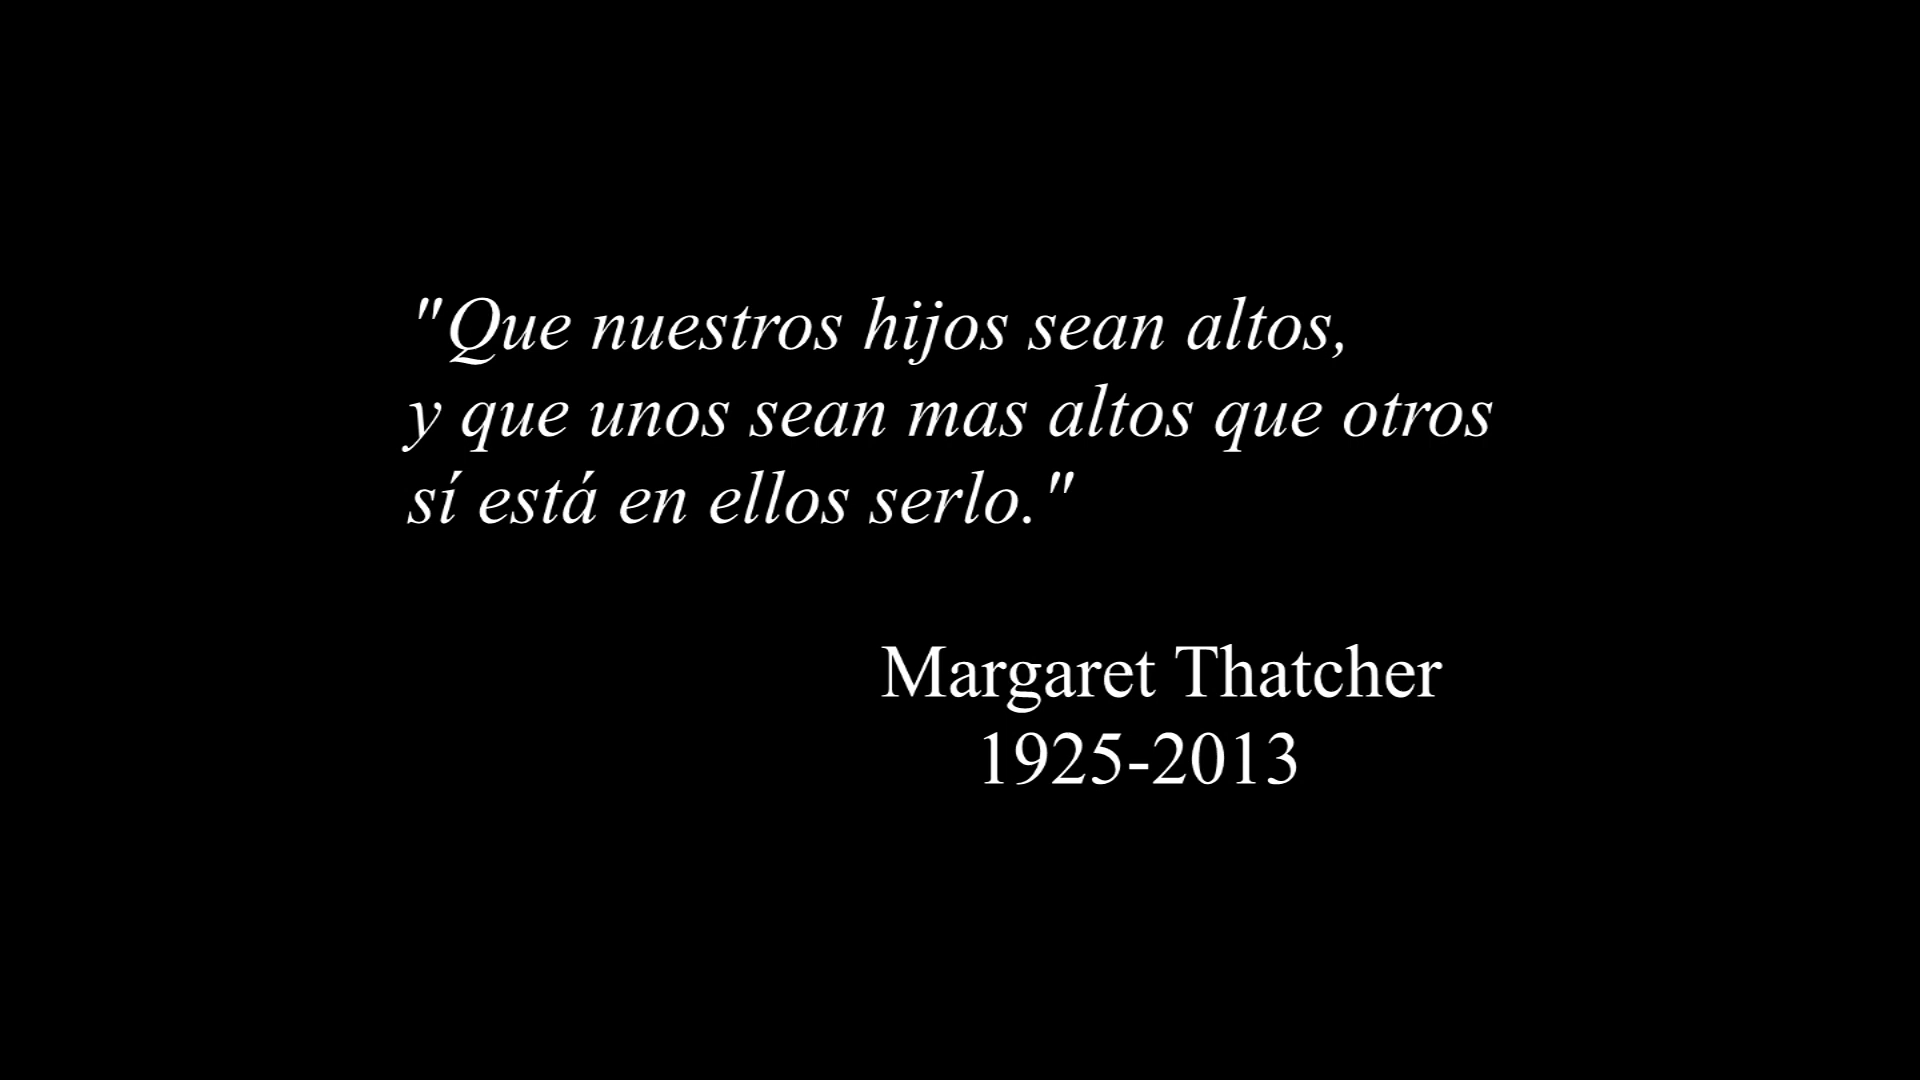 "Que nuestros hijos sean altos,
y que unos sean mas altos que otros
sí está en ellos serlo."
Margaret Thatcher
1925-2013